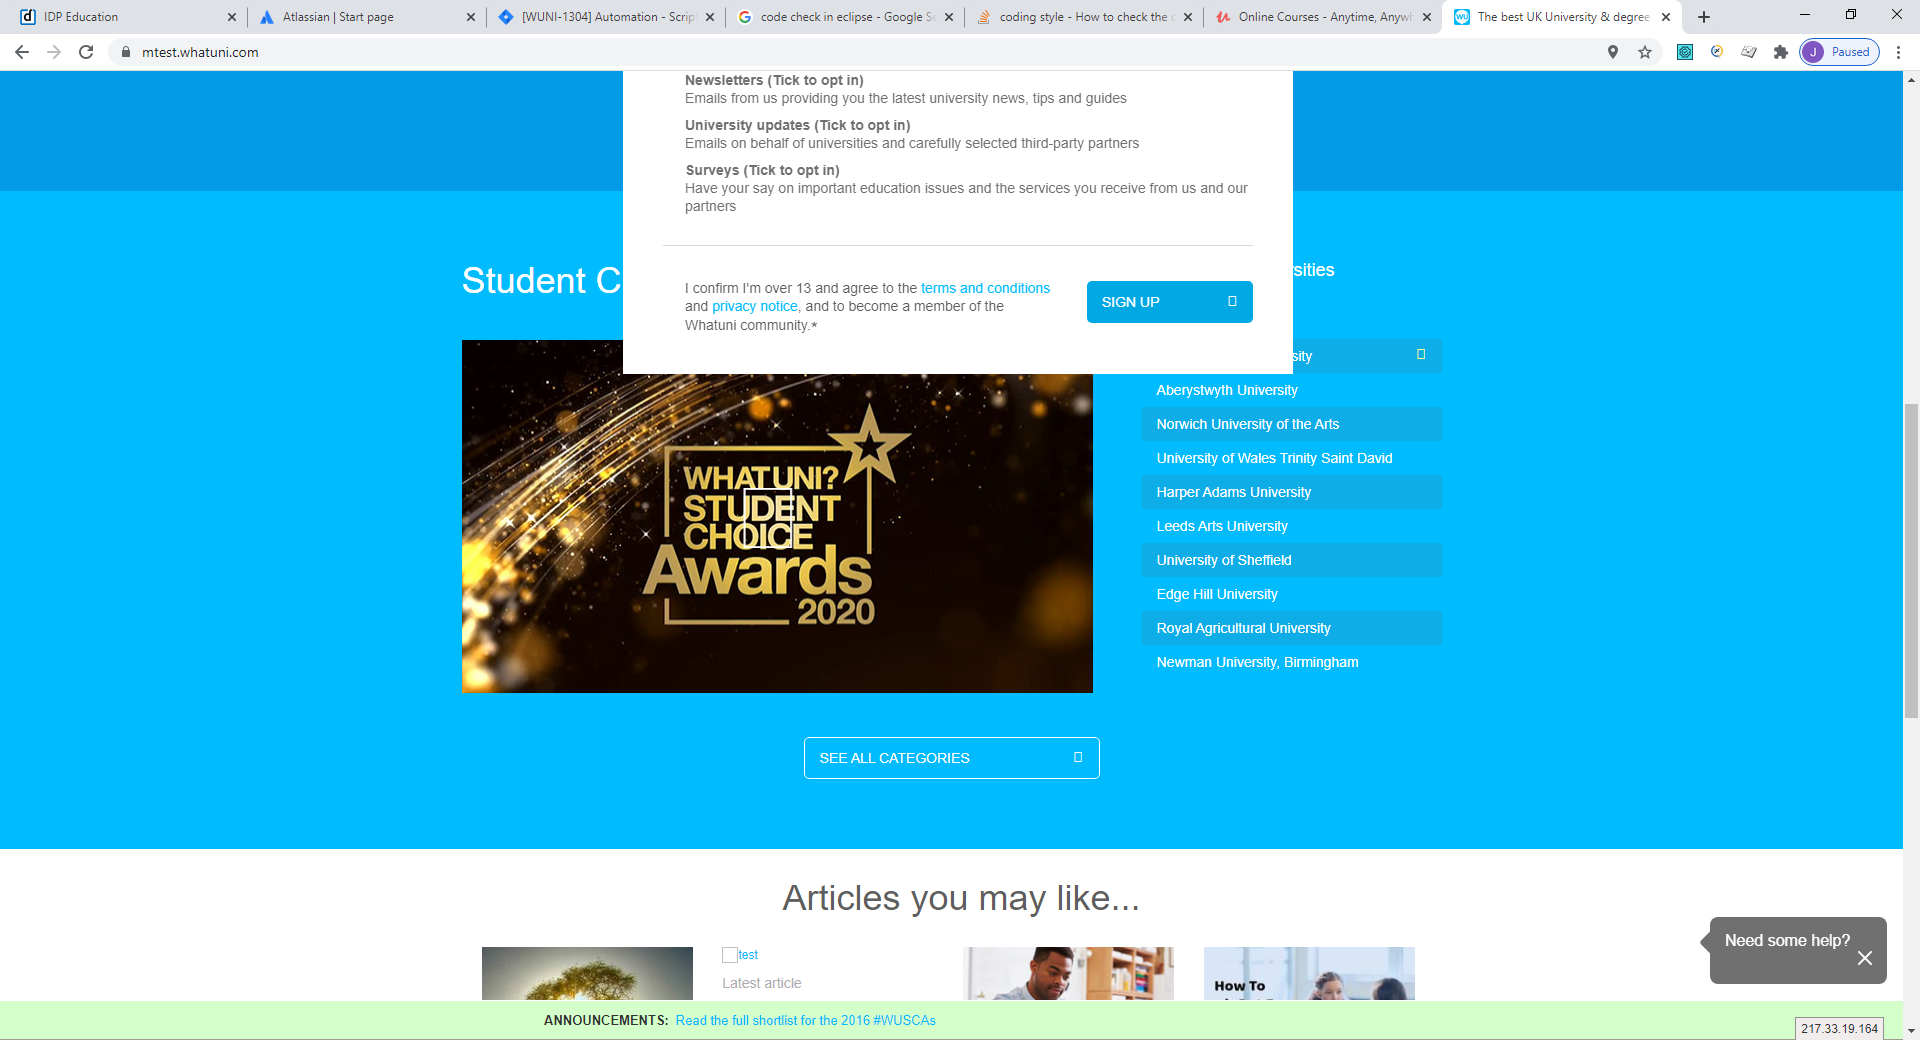 IDP Education
Atlassian | Start page
[WUNI-1304] Automation - Scrip
code check in eclipse - Google Se
coding style - How to check the c
Online Courses - Anytime, Anywh
The best UK University & degree
mtest.whatuni.com
J Paused
Newsletters (Tick to opt in)
Emails from us providing you the latest university news, tips and guides
University updates (Tick to opt in)
Emails on behalf of universities and carefully selected third-party partners
Surveys (Tick to opt in)
Have your say on important education issues and the services you receive from us and our
partners
I confirm I'm over 13 and agree to the terms and conditions
and privacy notice, and to become a member of the
Whatuni community.*
SIGN UP
Student C
rsities
WHATUNI?
STUDENT
CHOICE
Awards
2020
sity
Aberystwyth University
Norwich University of the Arts
University of Wales Trinity Saint David
Harper Adams University
Leeds Arts University
University of Sheffield
Edge Hill University
Royal Agricultural University
Newman University, Birmingham
SEE ALL CATEGORIES
Articles you may like...
test
Latest article
How To
Need some help?
ANNOUNCEMENTS: Read the full shortlist for the 2016 #WUSCAs
217.33.19.164